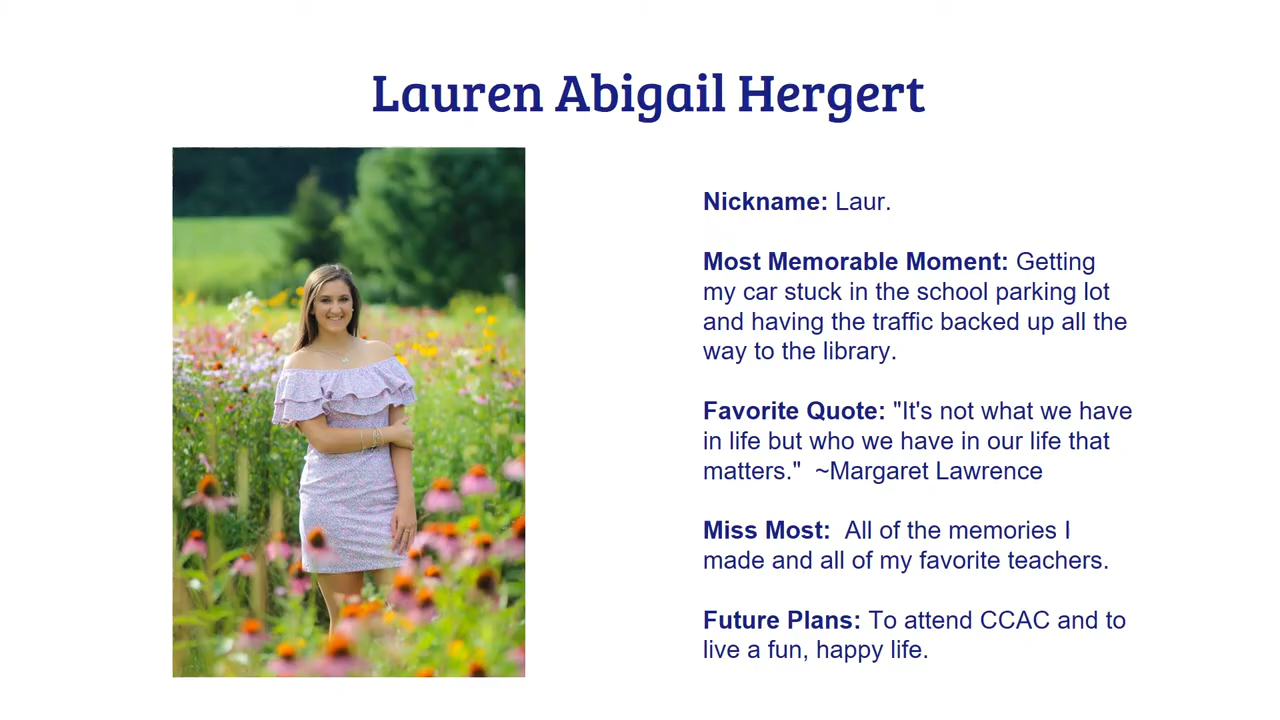 Lauren Abigail Hergert
Nickname: Laur.
Most Memorable Moment: Getting
my car stuck in the school parking lot
and having the traffic backed up all the
way to the library.
Favorite Quote: "It's not what we have
in life but who we have in our life that
matters."  ~Margaret Lawrence
Miss Most:  All of the memories I
made and all of my favorite teachers.
Future Plans: To attend CCAC and to
live a fun, happy life.